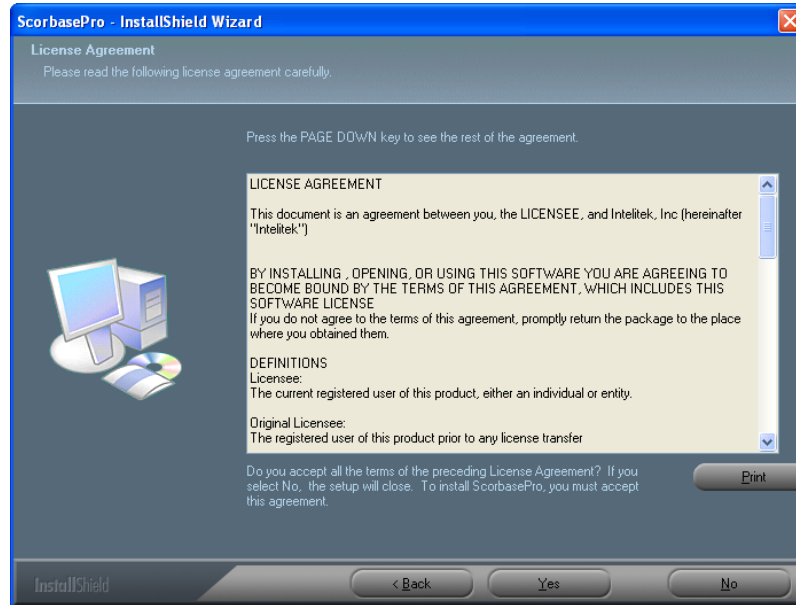 ScorbasePro - InstallShield Wizard
License Agreement
Please read the following license agreement carefully.
Press the PAGE DOWN key to see the rest of the agreement.
LICENSE AGREEMENT
This document is an agreement between you, the LICENSEE, and Intelitek, Inc (hereinafter
"Intelitek")
BY INSTALLING , OPENING, OR USING THIS SOFTWARE YOU ARE AGREEING TO
BECOME BOUND BY THE TERMS OF THIS AGREEMENT, WHICH INCLUDES THIS
SOFTWARE LICENSE
If you do not agree to the terms of this agreement, promptly return the package to the place
where you obtained them.
DEFINITIONS
Licensee:
The current registered user of this product, either an individual or entity.
Original Licensee:
The registered user of this product prior to any license transfer
Do you accept all the terms of the preceding License Agreement? If you
select No, the setup will close. To install ScorbasePro, you must accept
this agreement.
Print
InstallShield
< Back
Yes
No